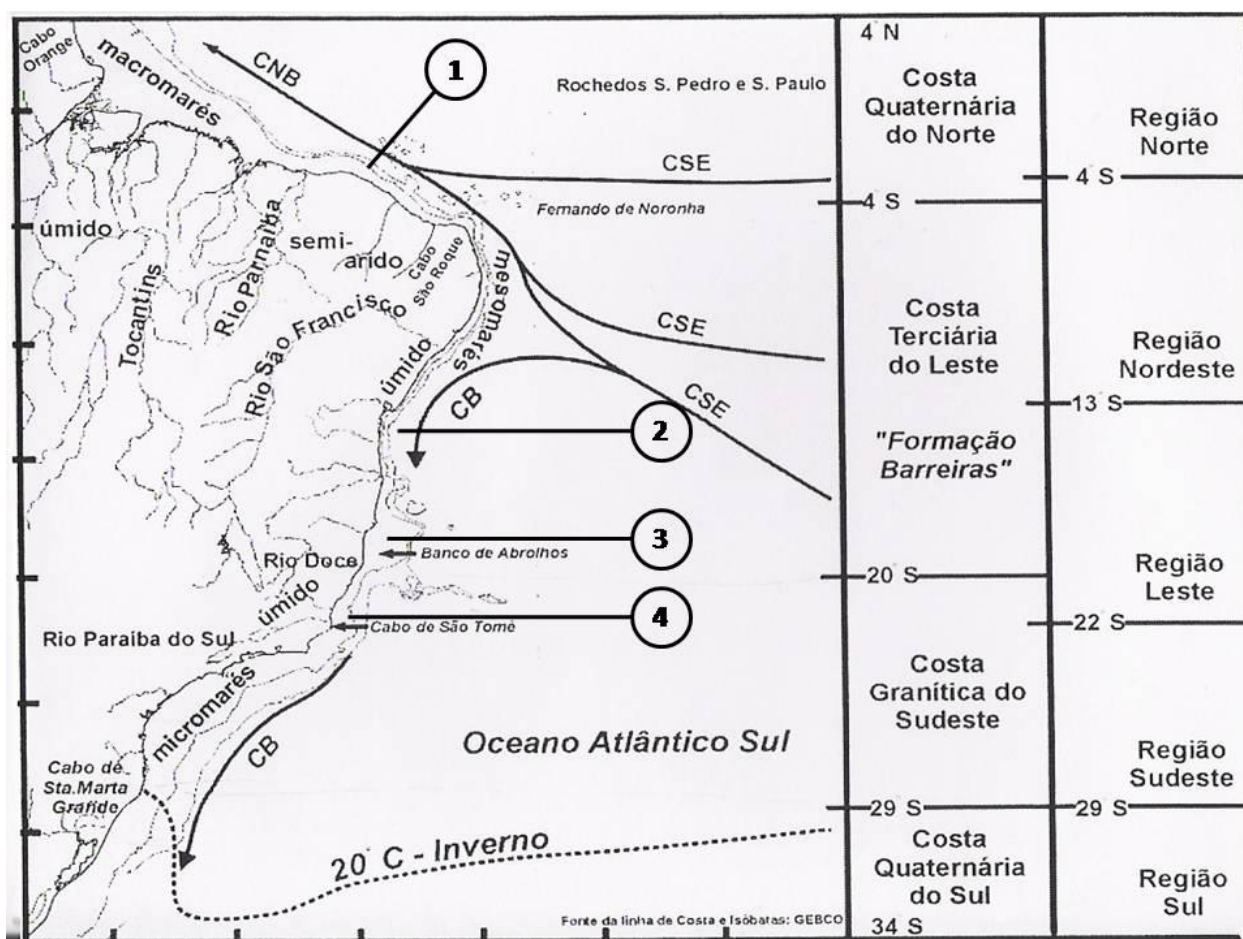 Cabo
Orange
macromarés
CNB
1
Rochedos S. Pedro e S. Paulo
CSE
Fernando de Noronha
úmido
Tocantins
Rio Parnaiba
semi-
arido
Cabo
São Roque
Rio São Francisco
mesomarés
CSE
úmido
CB
CSE
2
3
Banco de Abrolhos
Rio Doce
úmido
4
Cabo de São Tomé
Rio Paraiba do Sul
micromarés
CB
Oceano Atlântico Sul
Cabo de
Sta.Marta
Grande
20° C - Inverno
Fonte da linha de Costa e Isóbatas: GEBCO
4 N
Costa
Quaternária
do Norte
4 S
Costa
Terciária
do Leste
"Formação
Barreiras"
20° S
Costa
Granítica do
Sudeste
29 S
Costa
Quaternária
do Sul
34 S
Região
Norte
4 S
Região
Nordeste
13 S
Região
Leste
22 S
Região
Sudeste
29 S
Região
Sul